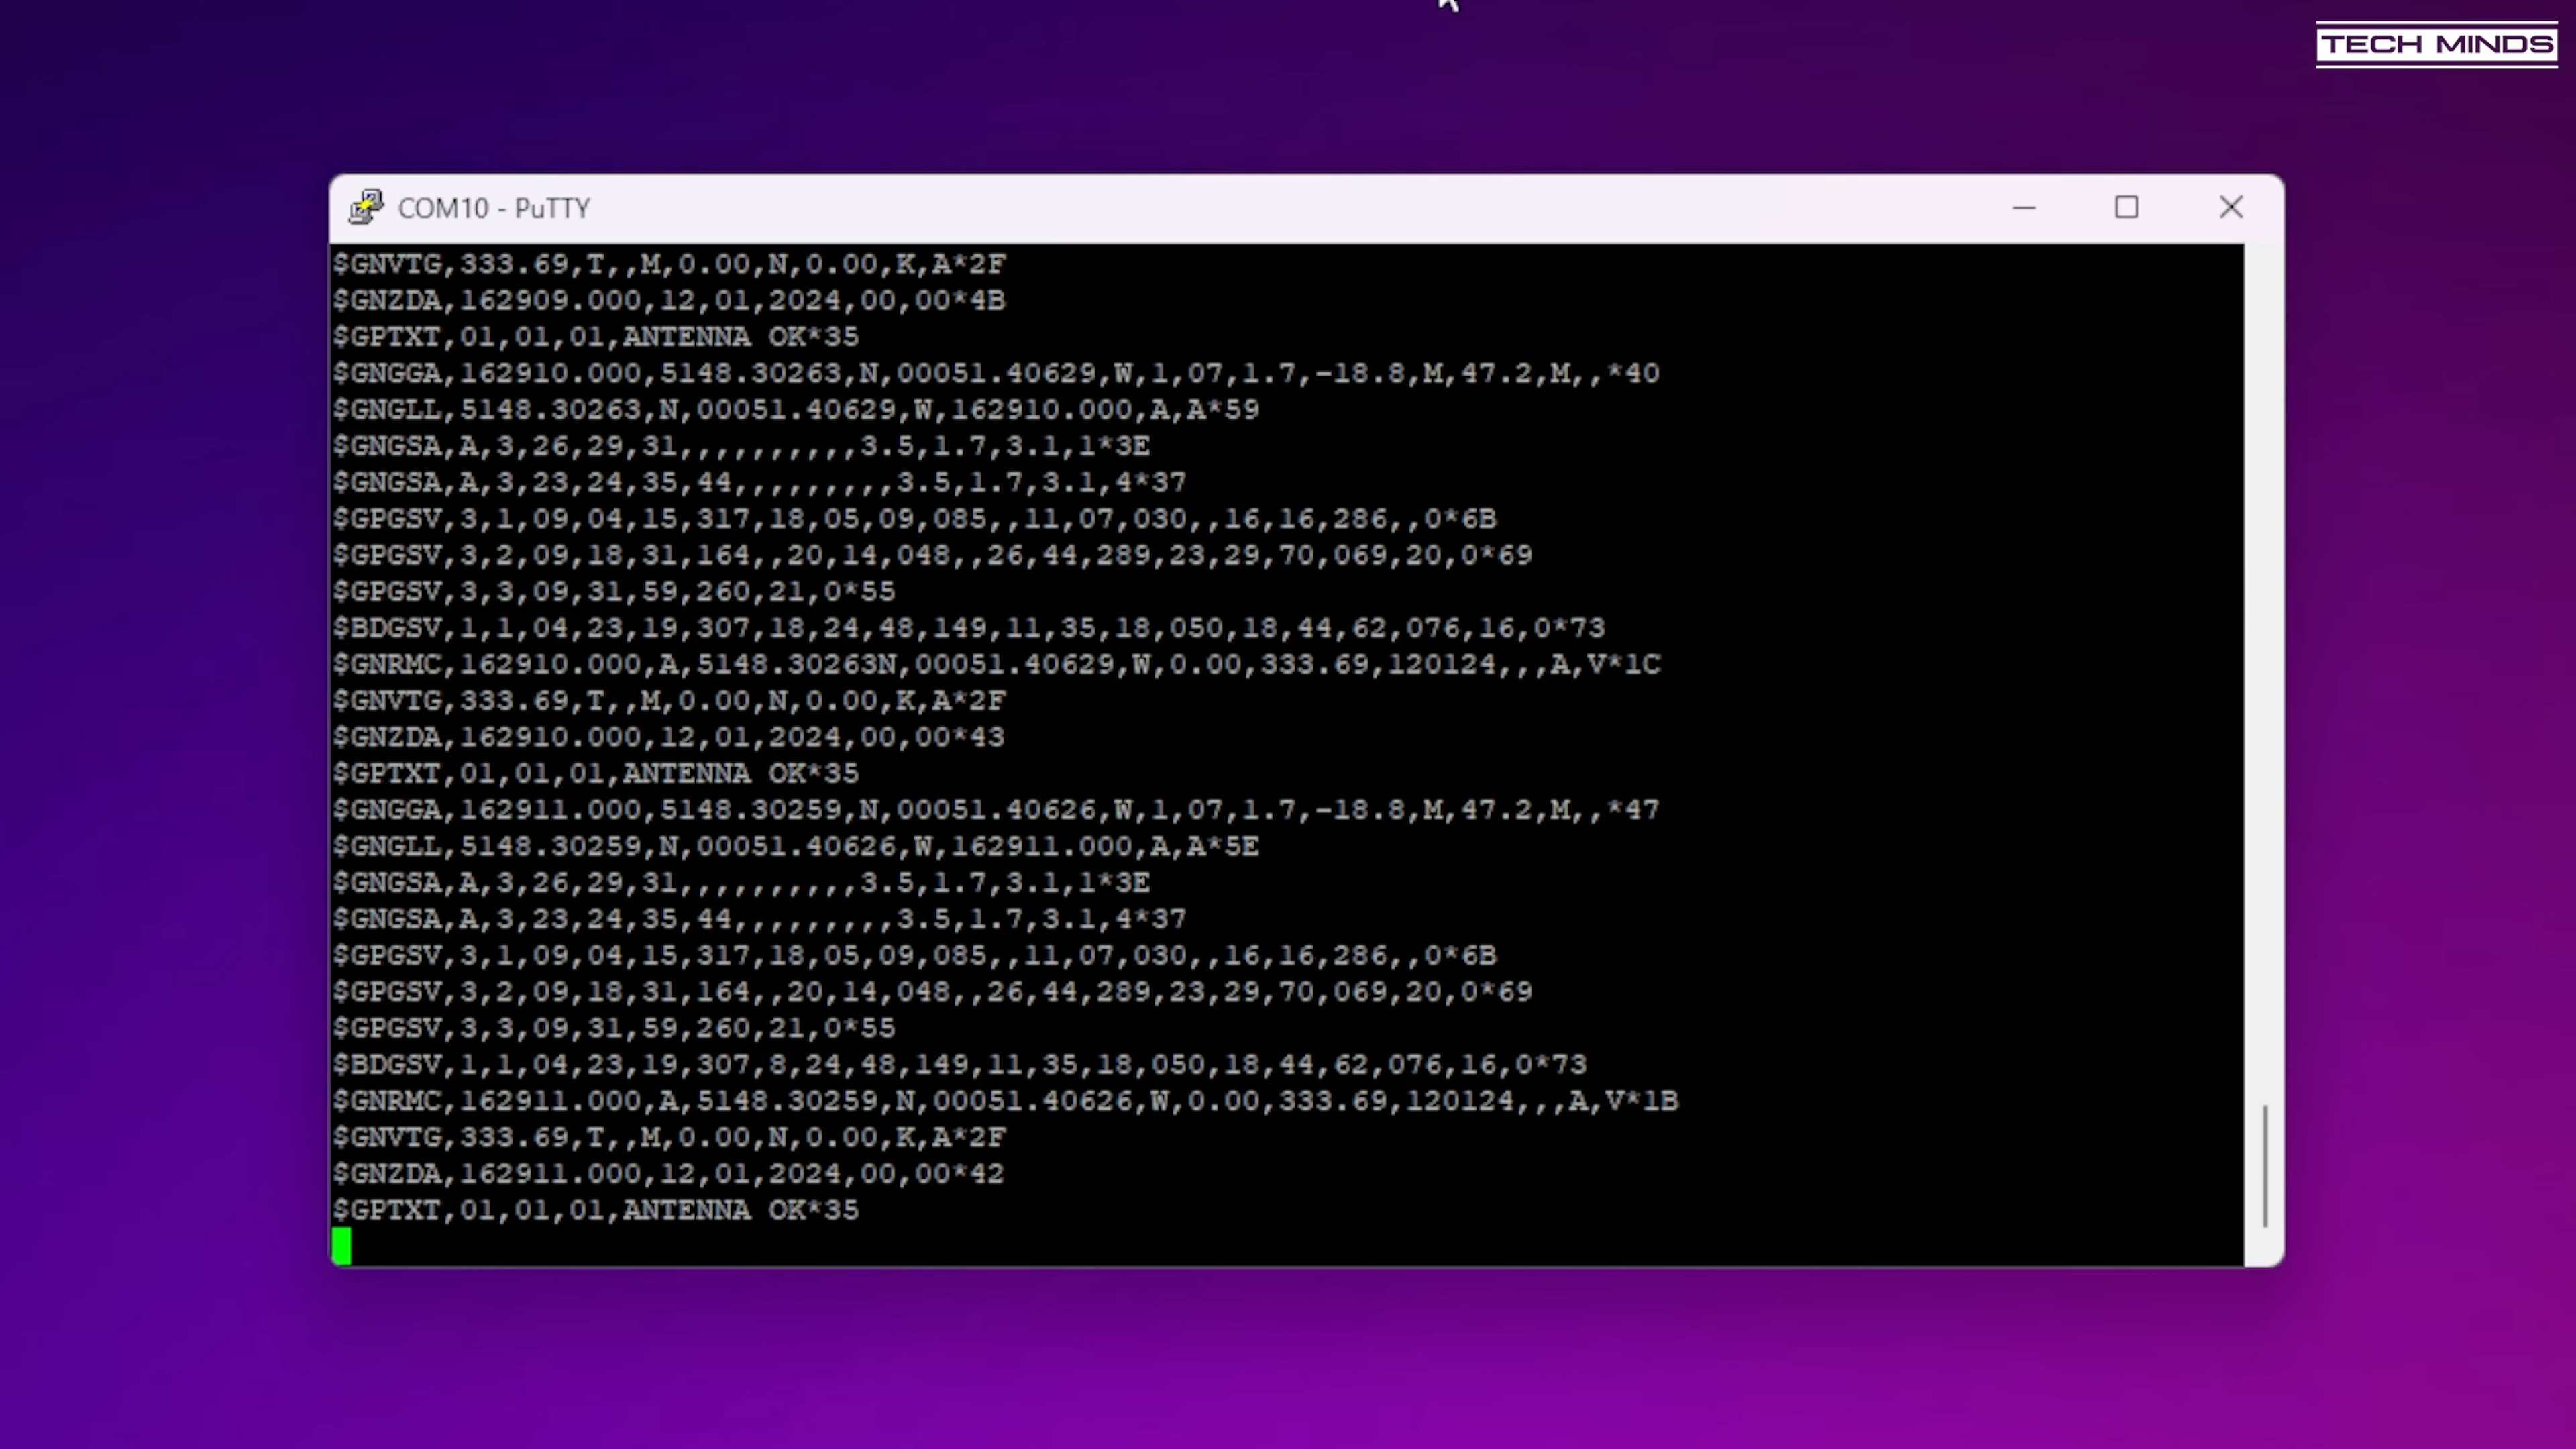 TECH MINDS
COM10 - PuTTY
$GNVTG,333.69,T,,M,0.00,N,0.00,K,A*2F
$GNZDA,162909.000,12,01,2024,00,00*4B
$GPTXT,01,01,01,ANTENNA OK*35
$GNGGA,162910.000,5148.30263,N,00051.40629,W,1,07,1.7,-18.8,M,47.2,M,,*40
$GNGLL,5148.30263,N,00051.40629,W,162910.000,A,A*59
$GNGSA,A,3,26,29,31,,,,,,,,,,3.5,1.7,3.1,1*3E
$GNGSA,A,3,23,24,35,44,,,,,,,,,3.5,1.7,3.1,4*37
$GPGSV,3,1,09,04,15,317,18,05,09,085,,11,07,030,,16,16,286,,0*6B
$GPGSV,3,2,09,18,31,164,,20,14,048,,26,44,289,23,29,70,069,20,0*69
$GPGSV,3,3,09,31,59,260,21,0*55
$BDGSV,1,1,04,23,19,307,18,24,48,149,11,35,18,050,18,44,62,076,16,0*73
$GNRMC,162910.000,A,5148.30263N,00051.40629,W,0.00,333.69,120124,,,A,V*1C
$GNVTG,333.69,T,,M,0.00,N,0.00,K,A*2F
$GNZDA,162910.000,12,01,2024,00,00*43
$GPTXT,01,01,01,ANTENNA OK*35
$GNGGA,162911.000,5148.30259,N,00051.40626,W,1,07,1.7,-18.8,M,47.2,M,,*47
$GNGLL,5148.30259,N,00051.40626,W,162911.000,A,A*5E
$GNGSA,A,3,26,29,31,,,,,,,,,,3.5,1.7,3.1,1*3E
$GNGSA,A,3,23,24,35,44,,,,,,,,,3.5,1.7,3.1,4*37
$GPGSV,3,1,09,04,15,317,18,05,09,085,,11,07,030,,16,16,286,,0*6B
$GPGSV,3,2,09,18,31,164,,20,14,048,,26,44,289,23,29,70,069,20,0*69
$GPGSV,3,3,09,31,59,260,21,0*55
$BDGSV,1,1,04,23,19,307,8,24,48,149,11,35,18,050,18,44,62,076,16,0*73
$GNRMC,162911.000,A,5148.30259,N,00051.40626,W,0.00,333.69,120124,,,A,V*1B
$GNVTG,333.69,T,,M,0.00,N,0.00,K,A*2F
$GNZDA,162911.000,12,01,2024,00,00*42
$GPTXT,01,01,01,ANTENNA OK*35